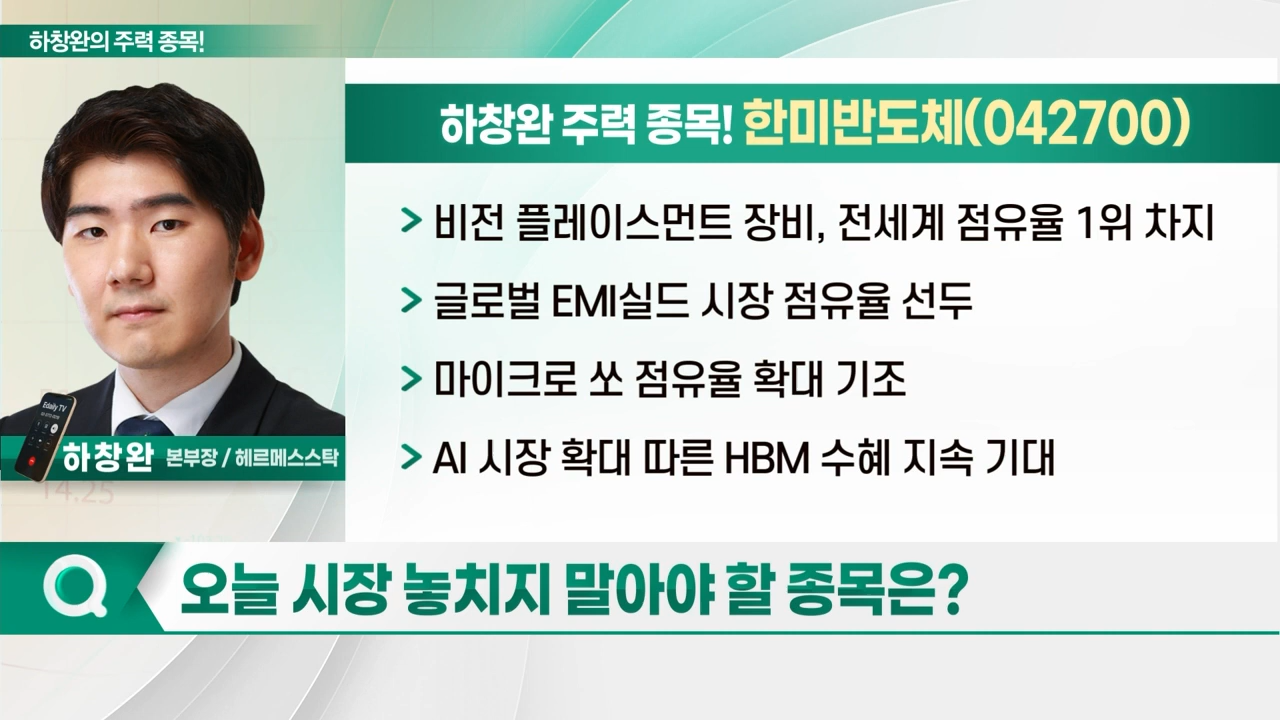 하창완의 주력 종목!
하창완 주력 종목! 한미반도체(042700)
> 비전 플레이스먼트 장비, 전세계 점유율 1위 차지
> 글로벌 EMI실드 시장 점유율 선두
> 마이크로 쏘 점유율 확대 기조
> AI 시장 확대 따른 HBM 수혜 지속 기대
Edaily TV
하창완 본부장 / 헤르메스스탁
14.25
Q 오늘 시장 놓치지 말아야 할 종목은?